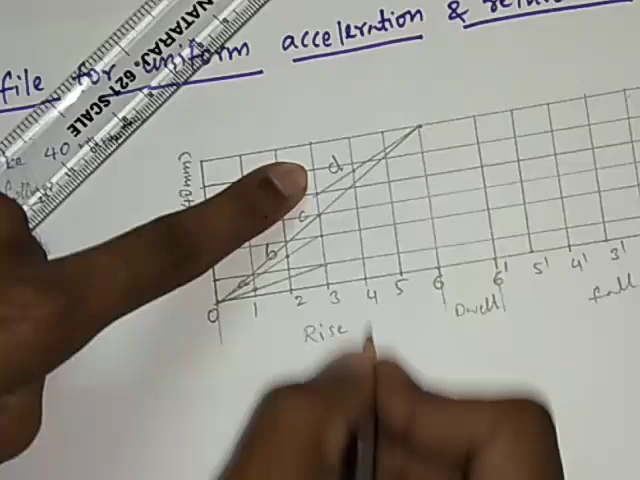 file for uniform acceleration &
NATARAJ. 621 SCALE
40
d
c
b
a
0 1 2 3 4 5 6 6' 5' 4' 3'
Rise Dwell fall